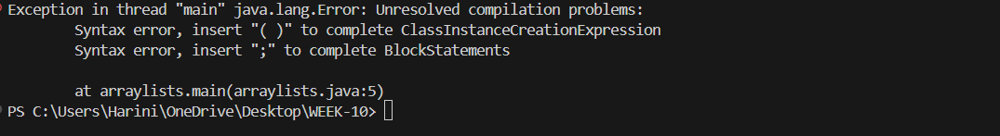 Exception in thread "main" java.lang.Error: Unresolved compilation problems:
Syntax error, insert "( )" to complete ClassInstanceCreationExpression
Syntax error, insert ";" to complete BlockStatements
at arraylists.main(arraylists.java:5)
PS C:\Users\Harini\OneDrive\Desktop\WEEK-10>